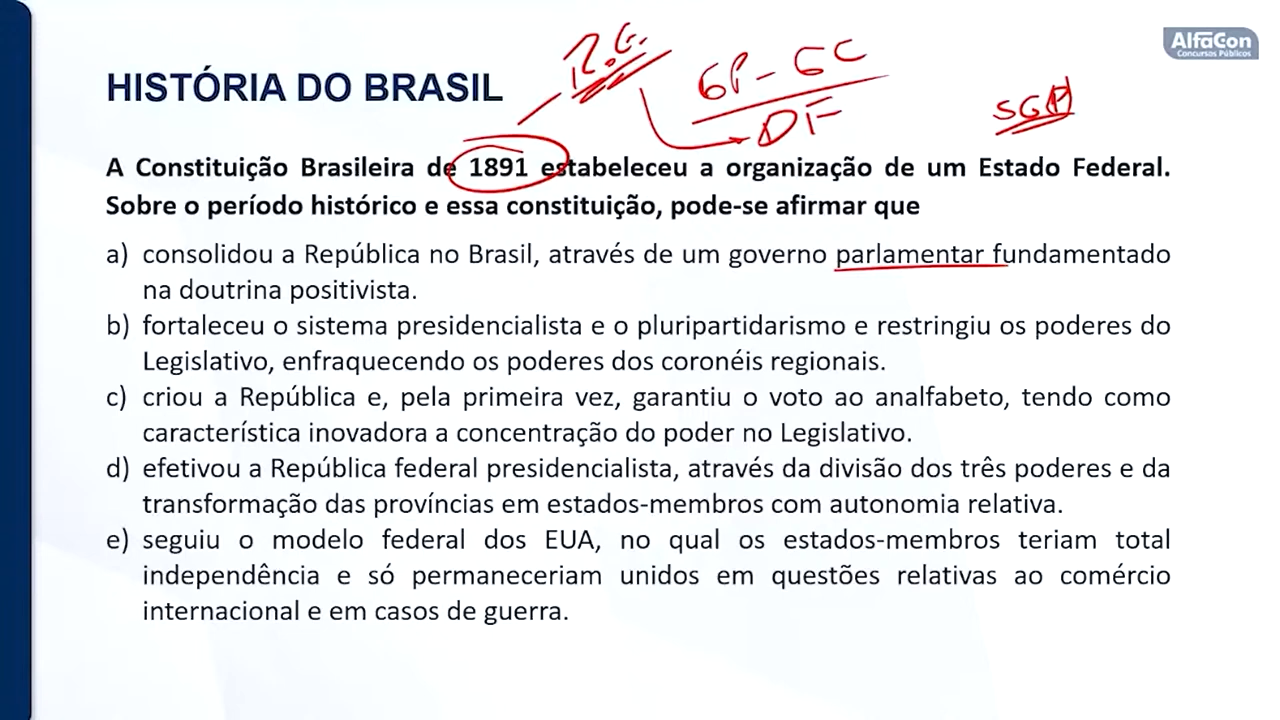 AlfaCon
Concursos Públicos
HISTÓRIA DO BRASIL
DF
A Constituição Brasileira de 1891 estabeleceu a organização de um Estado Federal.
Sobre o período histórico e essa constituição, pode-se afirmar que
a) consolidou a República no Brasil, através de um governo parlamentar fundamentado
na doutrina positivista.
b) fortaleceu o sistema presidencialista e o pluripartidarismo e restringiu os poderes do
Legislativo, enfraquecendo os poderes dos coronéis regionais.
c) criou a República e, pela primeira vez, garantiu o voto ao analfabeto, tendo como
característica inovadora a concentração do poder no Legislativo.
d) efetivou a República federal presidencialista, através da divisão dos três poderes e da
transformação das províncias em estados-membros com autonomia relativa.
e) seguiu o modelo federal dos EUA, no qual os estados-membros teriam total
independência e só permaneceriam unidos em questões relativas ao comércio
internacional e em casos de guerra.